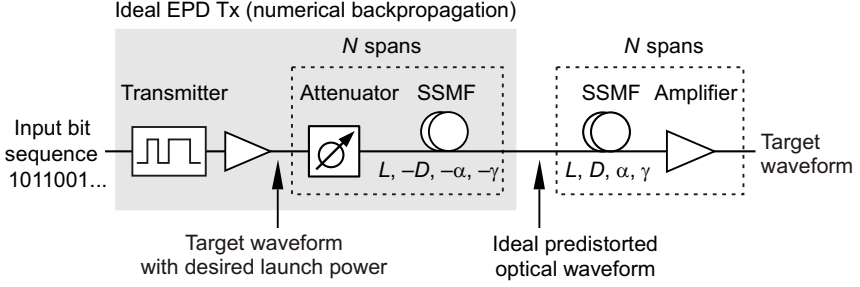 Ideal EPD Tx (numerical backpropagation)
N spans
N spans
Transmitter
Attenuator
SSMF
SSMF
Amplifier
Input bit
sequence
1011001...
L, –D, –α, –γ
L, D, α, γ
Target
waveform
Target waveform
with desired launch power
Ideal predistorted
optical waveform